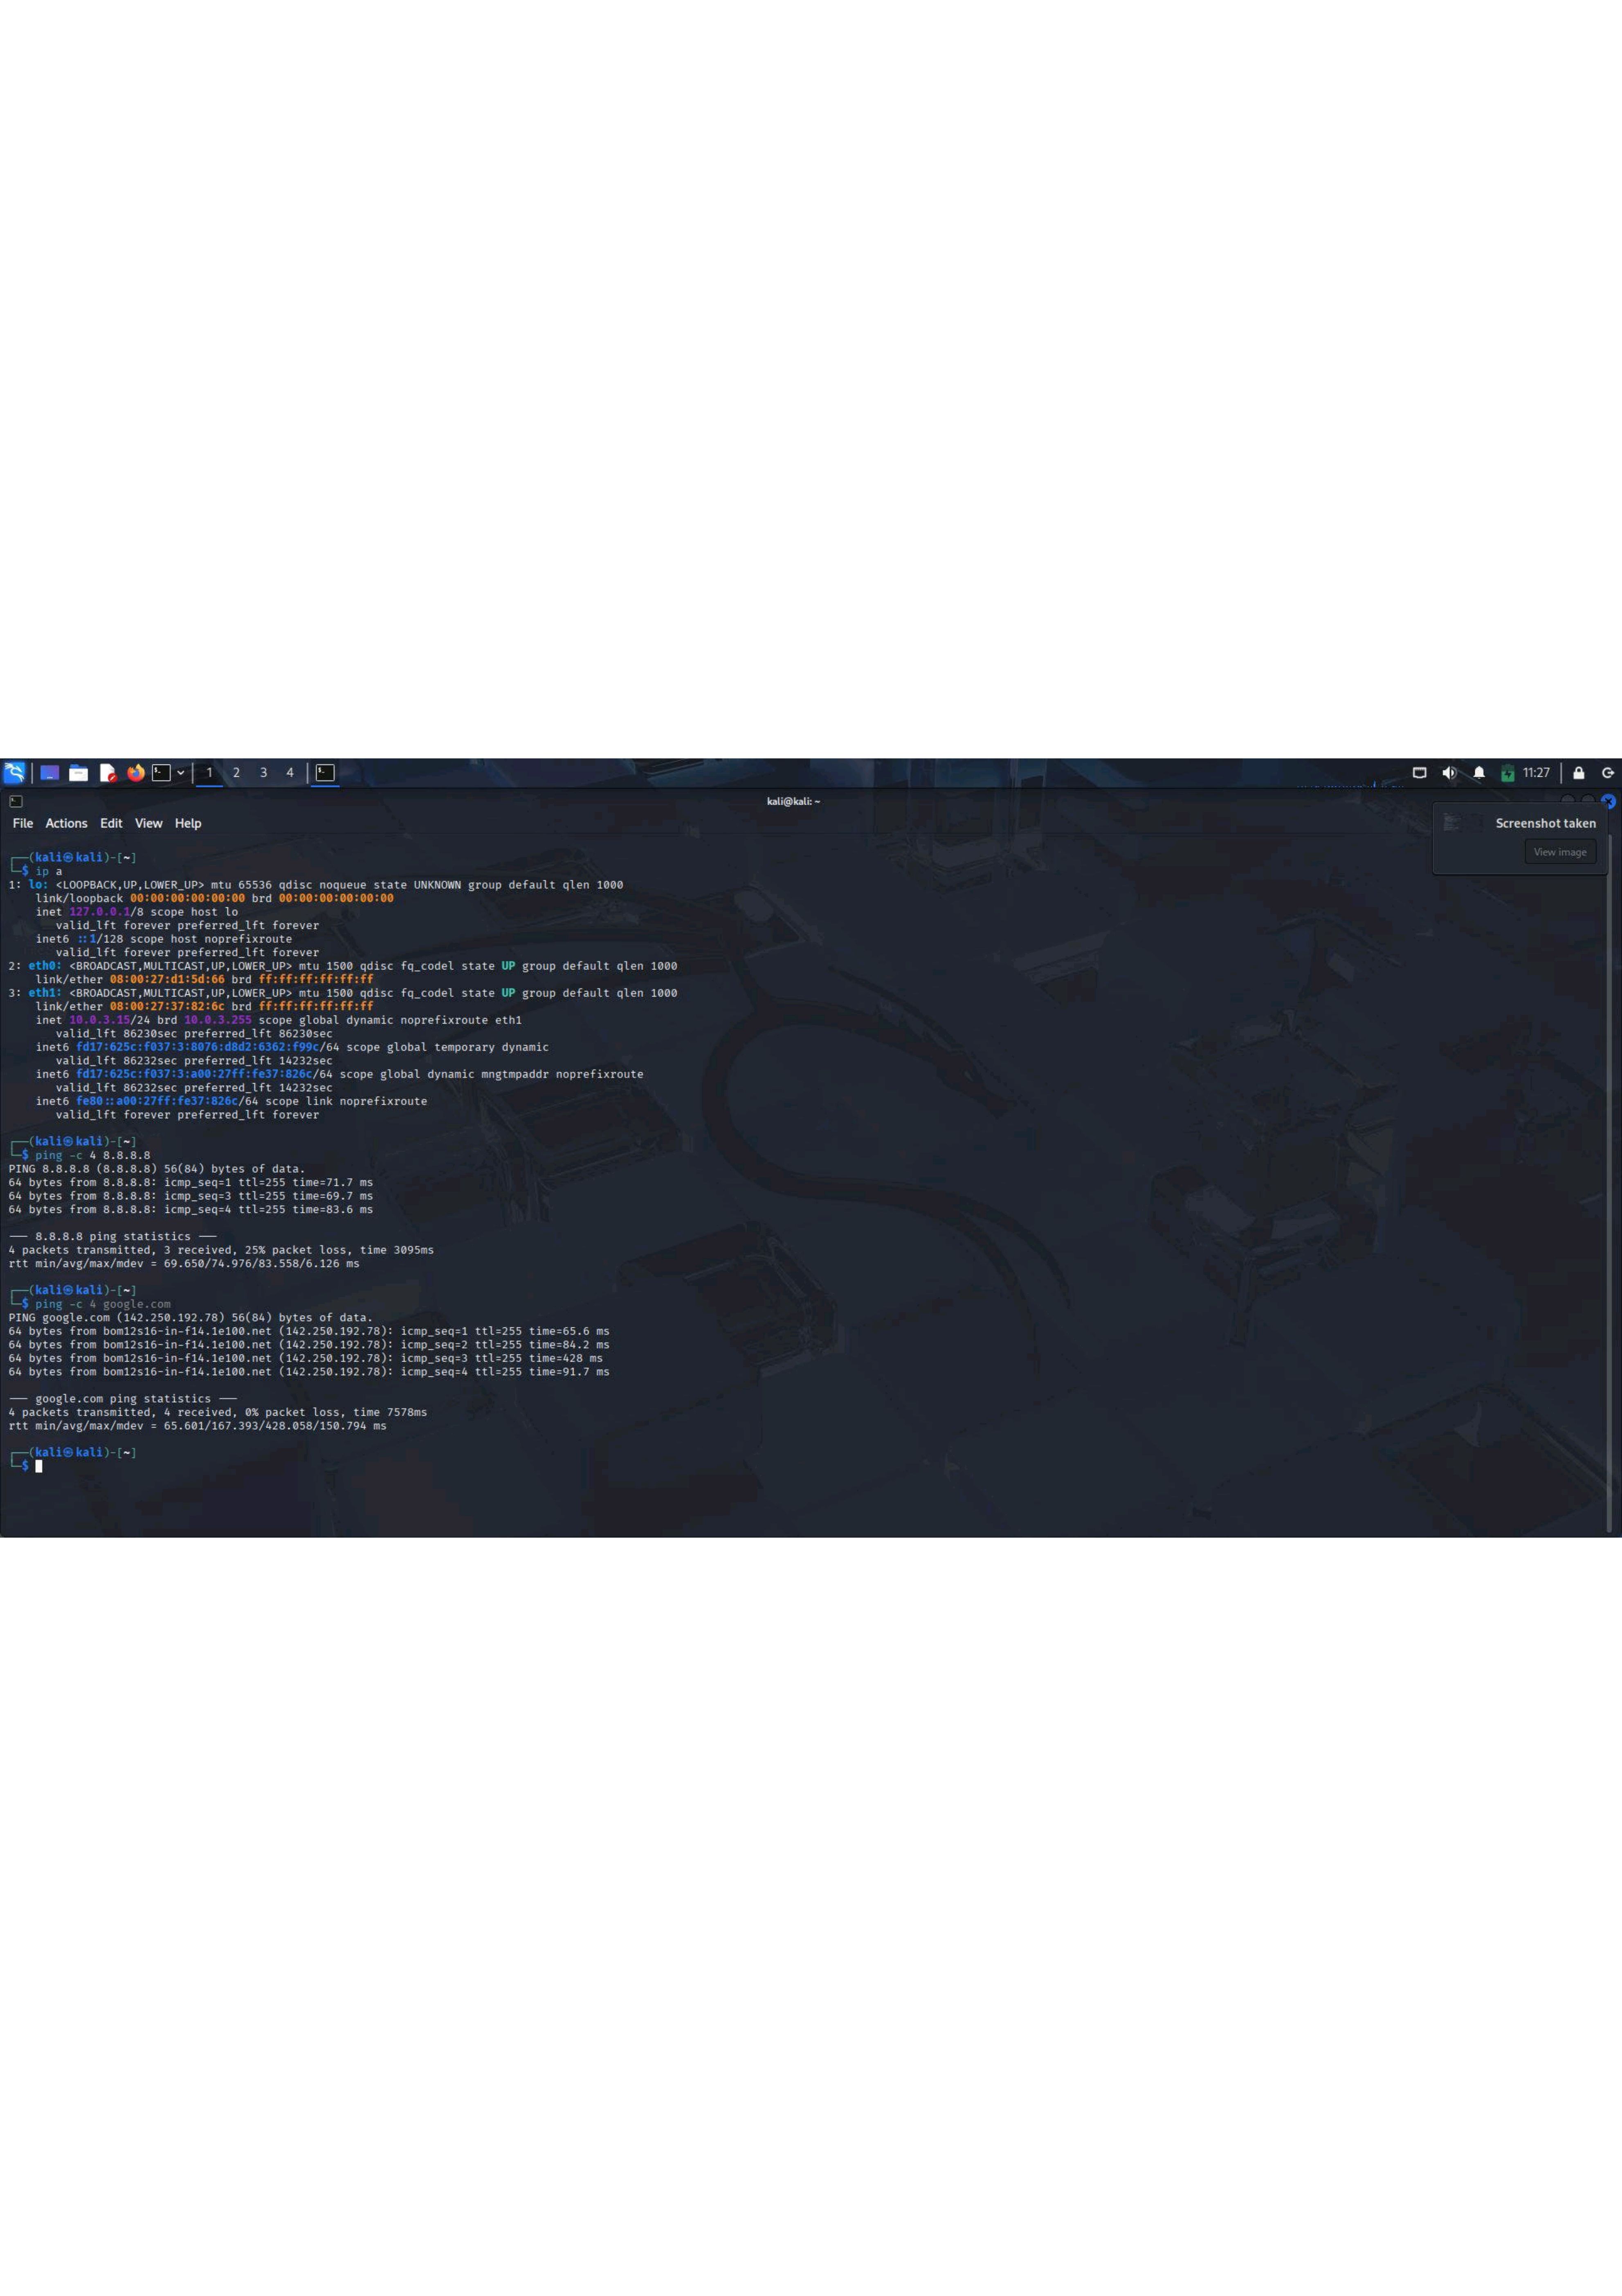 1 2 3 4 11:27
kali@kali: ~
File Actions Edit View Help
Screenshot taken
View image
┌──(kali㉿kali)-[~]
└─$ ip a
1: lo: <LOOPBACK,UP,LOWER_UP> mtu 65536 qdisc noqueue state UNKNOWN group default qlen 1000
link/loopback 00:00:00:00:00:00 brd 00:00:00:00:00:00
inet 127.0.0.1/8 scope host lo
valid_lft forever preferred_lft forever
inet6 ::1/128 scope host noprefixroute
valid_lft forever preferred_lft forever
2: eth0: <BROADCAST,MULTICAST,UP,LOWER_UP> mtu 1500 qdisc fq_codel state UP group default qlen 1000
link/ether 08:00:27:d1:5d:66 brd ff:ff:ff:ff:ff:ff
3: eth1: <BROADCAST,MULTICAST,UP,LOWER_UP> mtu 1500 qdisc fq_codel state UP group default qlen 1000
link/ether 08:00:27:37:82:6c brd ff:ff:ff:ff:ff:ff
inet 10.0.3.15/24 brd 10.0.3.255 scope global dynamic noprefixroute eth1
valid_lft 86230sec preferred_lft 86230sec
inet6 fd17:625c:f037:3:8076:d8d2:6362:f99c/64 scope global temporary dynamic
valid_lft 86232sec preferred_lft 14232sec
inet6 fd17:625c:f037:3:a00:27ff:fe37:826c/64 scope global dynamic mngtmpaddr noprefixroute
valid_lft 86232sec preferred_lft 14232sec
inet6 fe80::a00:27ff:fe37:826c/64 scope link noprefixroute
valid_lft forever preferred_lft forever
┌──(kali㉿kali)-[~]
└─$ ping -c 4 8.8.8.8
PING 8.8.8.8 (8.8.8.8) 56(84) bytes of data.
64 bytes from 8.8.8.8: icmp_seq=1 ttl=255 time=71.7 ms
64 bytes from 8.8.8.8: icmp_seq=3 ttl=255 time=69.7 ms
64 bytes from 8.8.8.8: icmp_seq=4 ttl=255 time=83.6 ms
--- 8.8.8.8 ping statistics ---
4 packets transmitted, 3 received, 25% packet loss, time 3095ms
rtt min/avg/max/mdev = 69.650/74.976/83.558/6.126 ms
┌──(kali㉿kali)-[~]
└─$ ping -c 4 google.com
PING google.com (142.250.192.78) 56(84) bytes of data.
64 bytes from bom12s16-in-f14.1e100.net (142.250.192.78): icmp_seq=1 ttl=255 time=65.6 ms
64 bytes from bom12s16-in-f14.1e100.net (142.250.192.78): icmp_seq=2 ttl=255 time=84.2 ms
64 bytes from bom12s16-in-f14.1e100.net (142.250.192.78): icmp_seq=3 ttl=255 time=428 ms
64 bytes from bom12s16-in-f14.1e100.net (142.250.192.78): icmp_seq=4 ttl=255 time=91.7 ms
--- google.com ping statistics ---
4 packets transmitted, 4 received, 0% packet loss, time 7578ms
rtt min/avg/max/mdev = 65.601/167.393/428.058/150.794 ms
┌──(kali㉿kali)-[~]
└─$